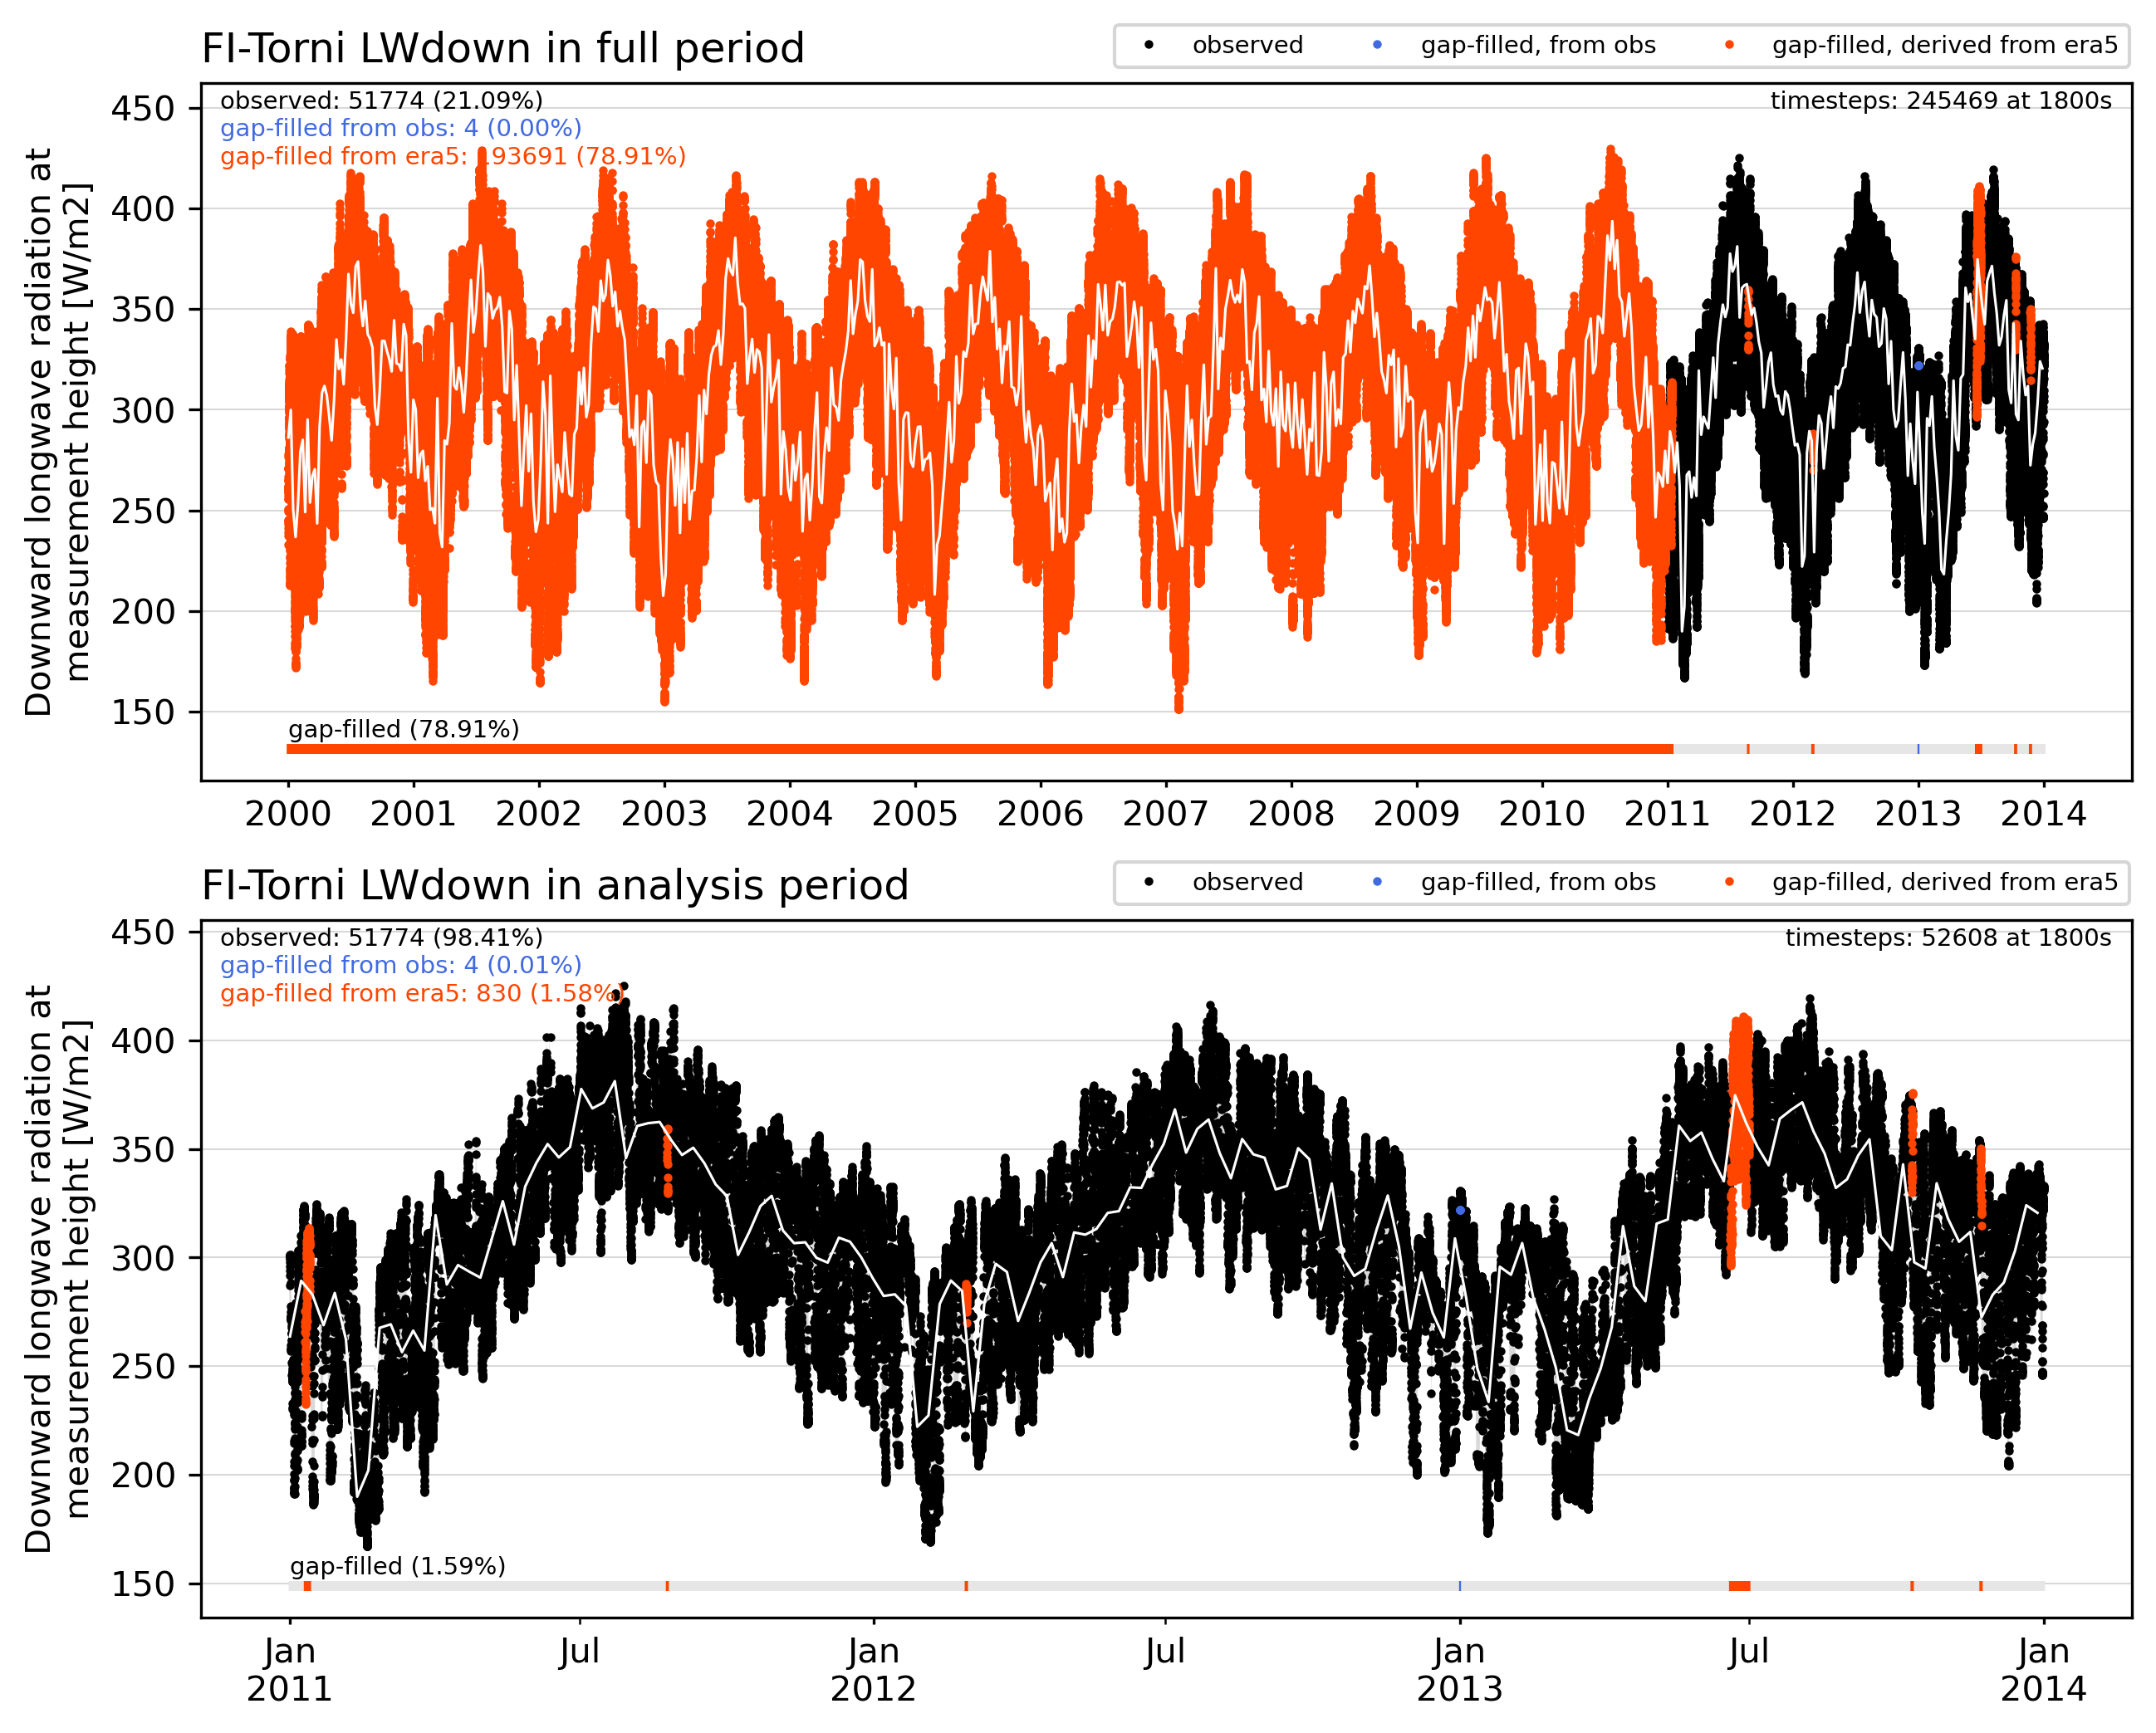 FI-Torni LWdown in full period
observed gap-filled, from obs gap-filled, derived from era5
observed: 51774 (21.09%)
timesteps: 245469 at 1800s
gap-filled from obs: 4 (0.00%)
gap-filled from era5: 193691 (78.91%)
Downward longwave radiation at
measurement height [W/m2]
450
400
350
300
250
200
150
gap-filled (78.91%)
2000 2001 2002 2003 2004 2005 2006 2007 2008 2009 2010 2011 2012 2013 2014
FI-Torni LWdown in analysis period
observed gap-filled, from obs gap-filled, derived from era5
observed: 51774 (98.41%)
timesteps: 52608 at 1800s
gap-filled from obs: 4 (0.01%)
gap-filled from era5: 830 (1.58%)
Downward longwave radiation at
measurement height [W/m2]
450
400
350
300
250
200
150
gap-filled (1.59%)
Jan Jul Jan Jul Jan Jul Jan
2011 2012 2013 2014